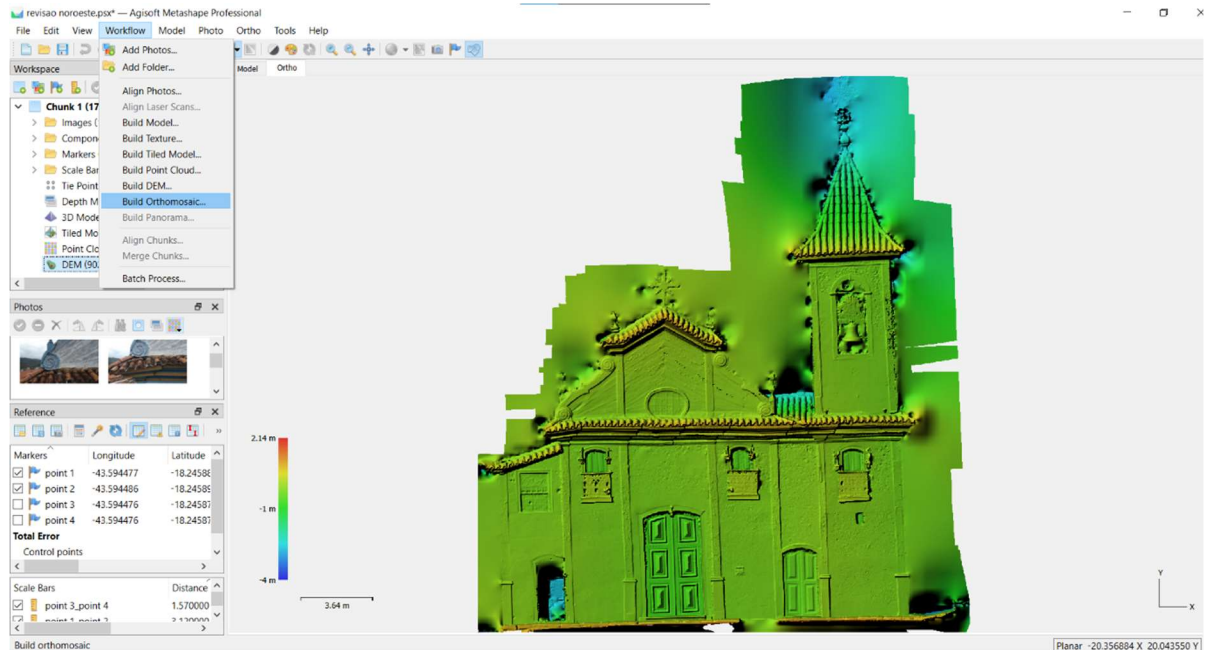 revisao noroeste.psx* — Agisoft Metashape Professional
File Edit View Workflow Model Photo Ortho Tools Help
Workspace
Chunk 1 (17
Images (
Compon
Markers
Scale Bar
Tie Point
Depth M
3D Mode
Tiled Mo
Point Clo
DEM (90
Add Photos...
Add Folder...
Align Photos...
Align Laser Scans...
Build Model...
Build Texture...
Build Tiled Model...
Build Point Cloud...
Build DEM...
Build Orthomosaic...
Build Panorama...
Align Chunks...
Merge Chunks...
Batch Process...
Model Ortho
Photos
Reference
Markers Longitude Latitude
point 1 -43.594477 -18.24588
point 2 -43.594486 -18.24589
point 3 -43.594476 -18.24587
point 4 -43.594476 -18.24587
Total Error
Control points
Scale Bars Distance
point 3_point 4 1.570000
point 1_point 2 3.120000
2.14 m
-1 m
-4 m
3.64 m
Y
X
Build orthomosaic
Planar -20.356884 X 20.043550 Y